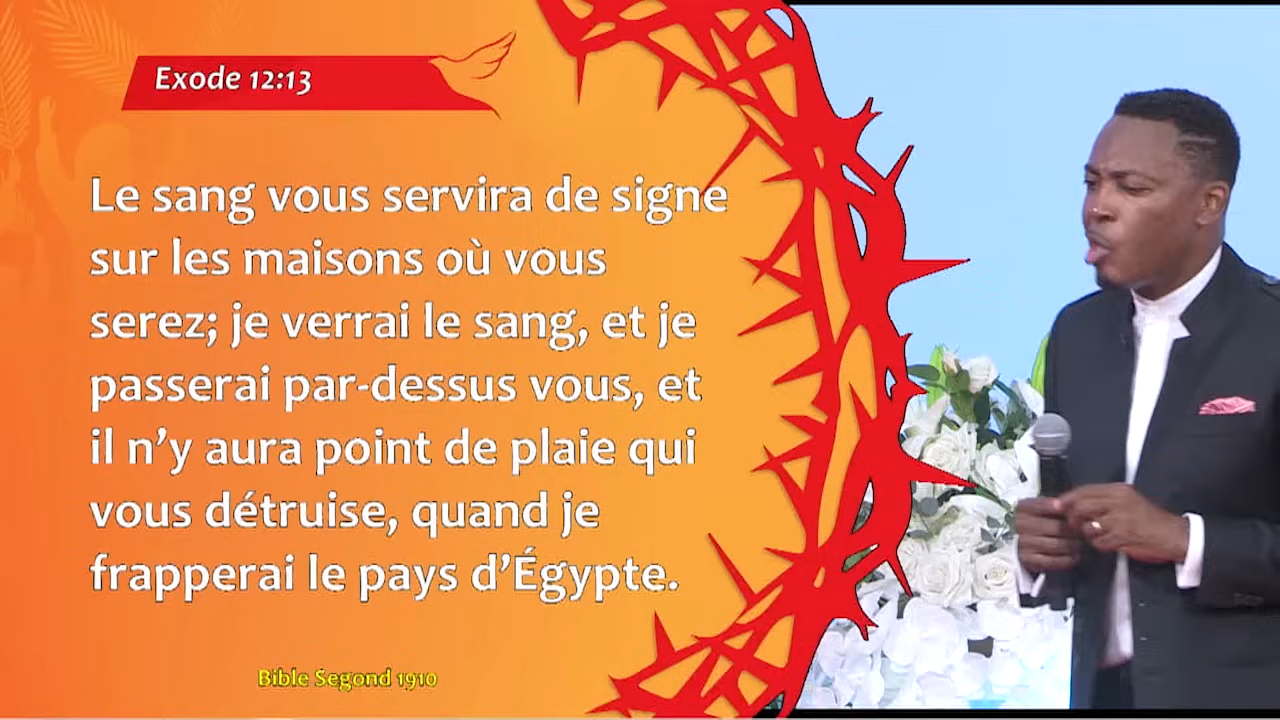 Exode 12:13
Le sang vous servira de signe
sur les maisons où vous
serez; je verrai le sang, et je
passerai par-dessus vous, et
il n’y aura point de plaie qui
vous détruise, quand je
frapperai le pays d’Égypte.
Bible Segond 1910